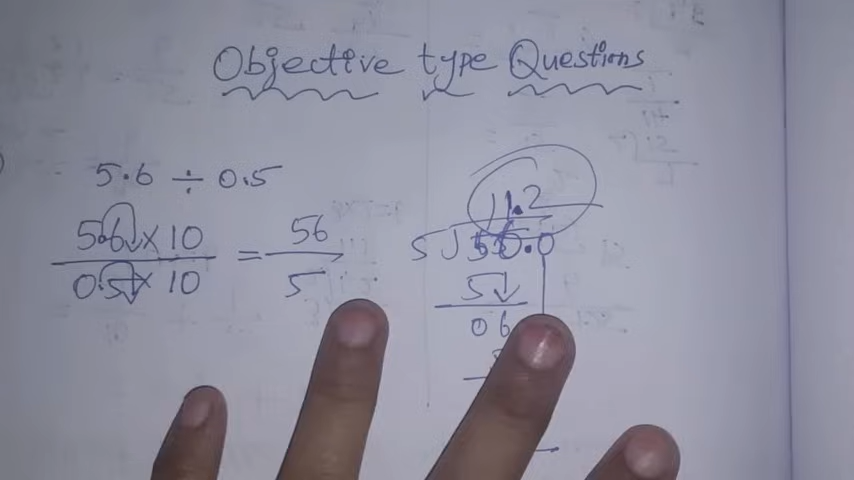 Objective type Questions
5.6 ÷ 0.5
5.6 × 10 = 56
0.5 × 10 5
11.2
5 56.0
5
06